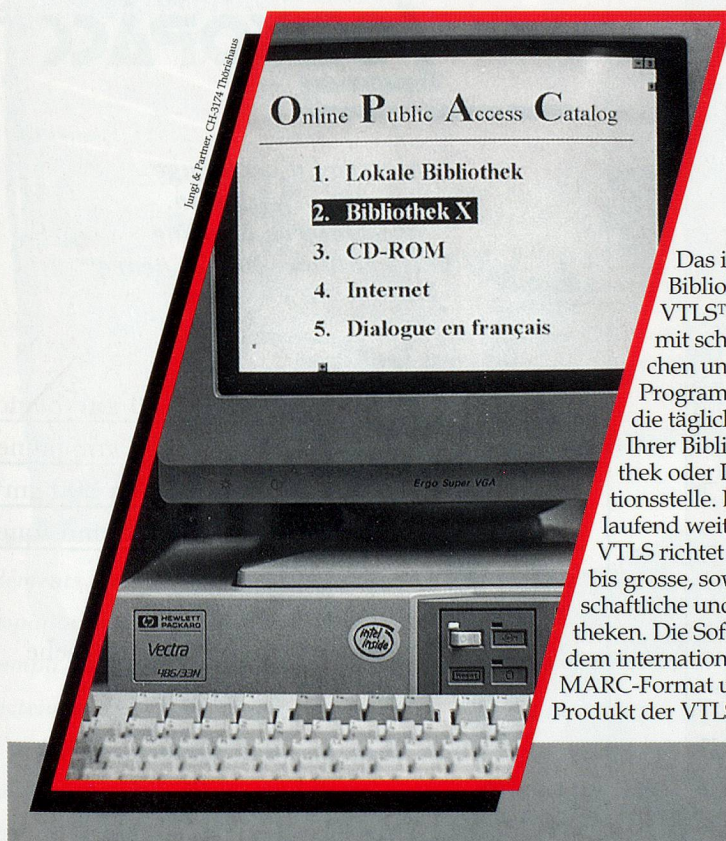 Jungi & Partner, CH-3174 Thörishaus
Online Public Access Catalog
1. Lokale Bibliothek
2. Bibliothek X
3. CD-ROM
4. Internet
5. Dialogue en français
Ergo Super VGA
HEWLETT
PACKARD
Vectra
486/33N
intel
inside
Das i
Biblio
VTLS™
mit sch
chen un
Program
die täglich
Ihrer Bibli
thek oder
tionsstelle.
laufend weit
VTLS richtet
bis grosse, sow
schaftliche und
theken. Die Sof
dem internation
MARC-Format u
Produkt der VTLS